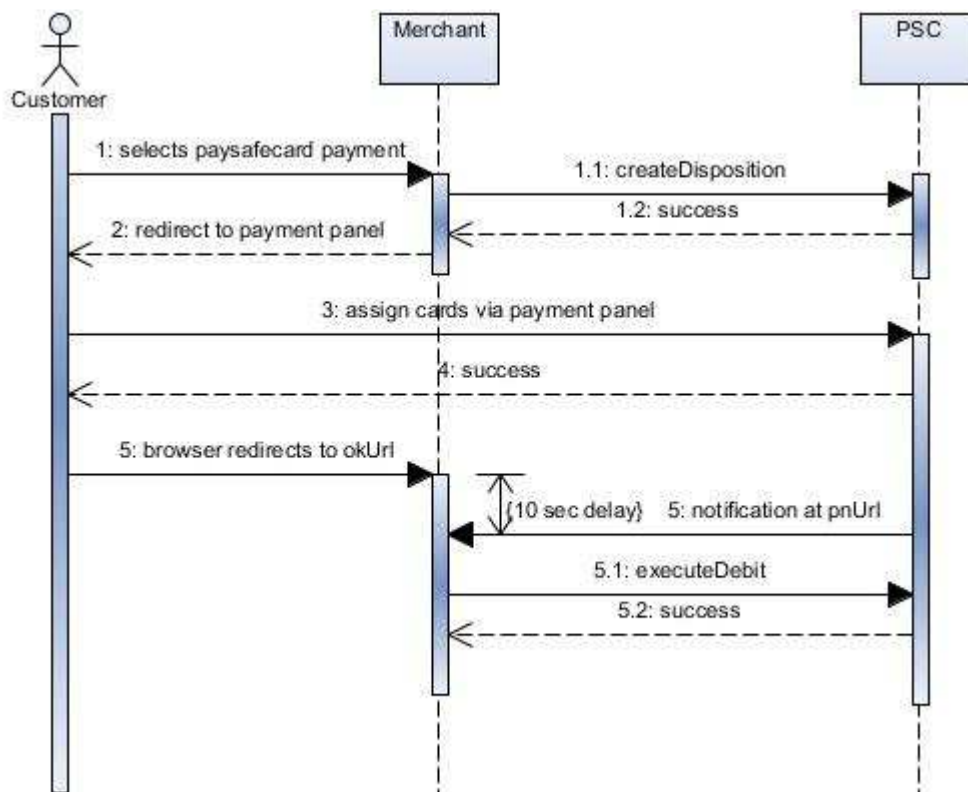 Merchant
PSC
Customer
1: selects paysafecard payment
1.1: createDisposition
1.2: success
2: redirect to payment panel
3: assign cards via payment panel
4: success
5: browser redirects to okUrl
{10 sec delay}
5: notification at pnUrl
5.1: executeDebit
5.2: success